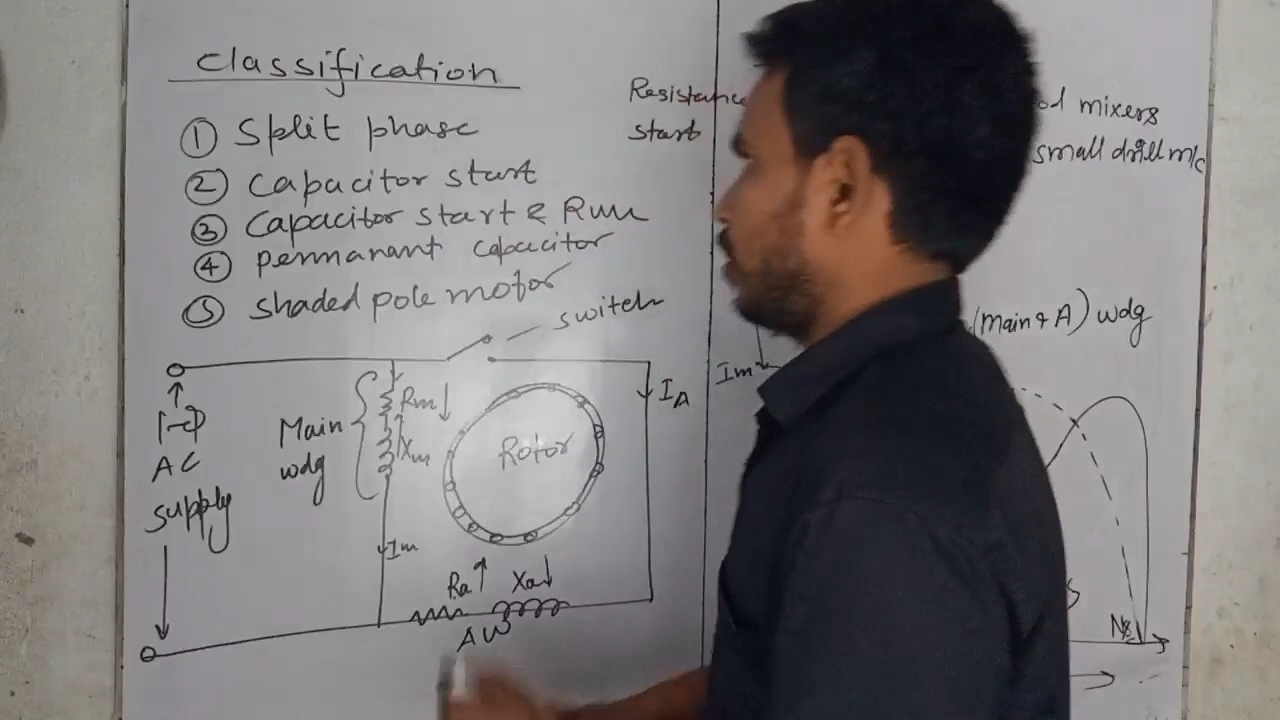 Classification
① Split phase
② Capacitor start
③ Capacitor start & Run
④ permanant capacitor
⑤ shaded pole motor
switch
1-Φ
AC
supply
Main
wdg
Rm↓
Xm
Im
Rotor
IA
Ra↑ Xa↓
AW
Resistance
start
mixers
small drill m/c
(Main & A) wdg
Im
Ns